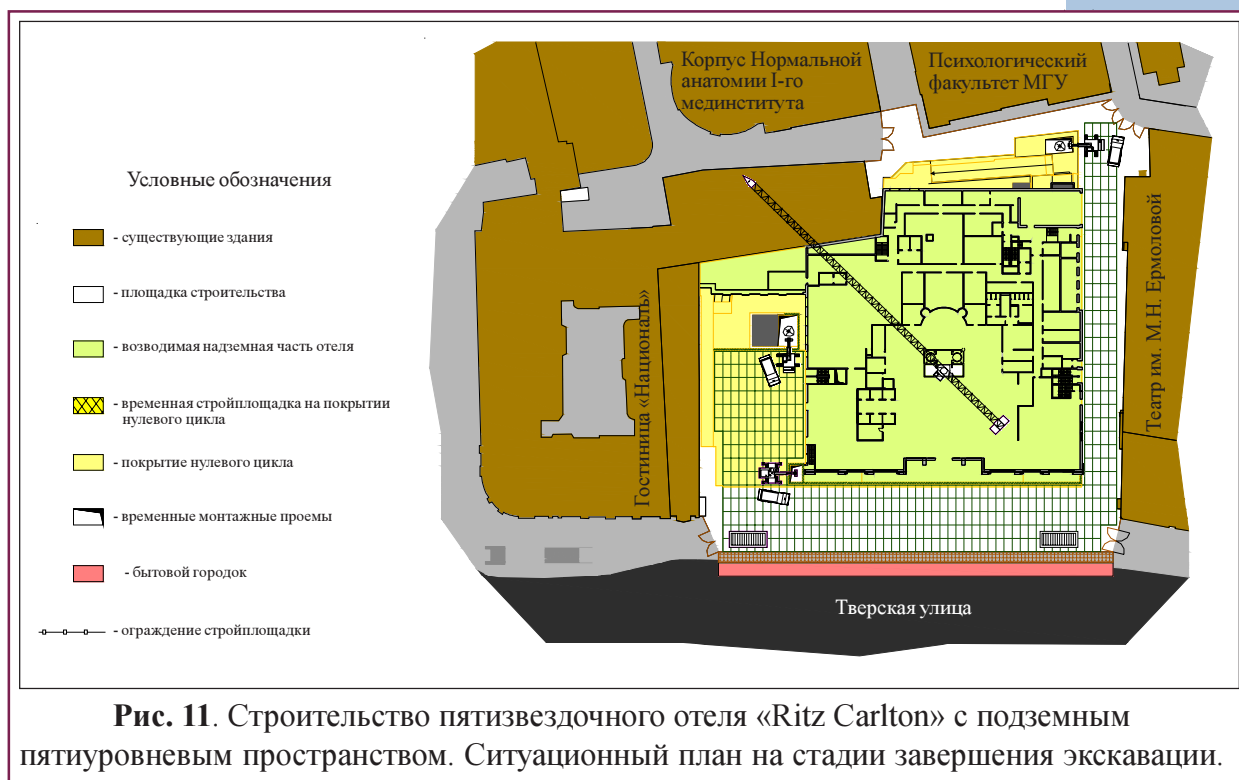 Корпус Нормальной
анатомии I-го
мединститута
Психологический
факультет МГУ
Условные обозначения
- существующие здания
- площадка строительства
- возводимая надземная часть отеля
- временная стройплощадка на покрытии
нулевого цикла
- покрытие нулевого цикла
- временные монтажные проемы
- бытовой городок
- ограждение стройплощадки
Гостиница «Националь»
Театр им. М.Н. Ермоловой
Тверская улица
Рис. 11. Строительство пятизвездочного отеля «Ritz Carlton» с подземным
пятиуровневым пространством. Ситуационный план на стадии завершения экскавации.